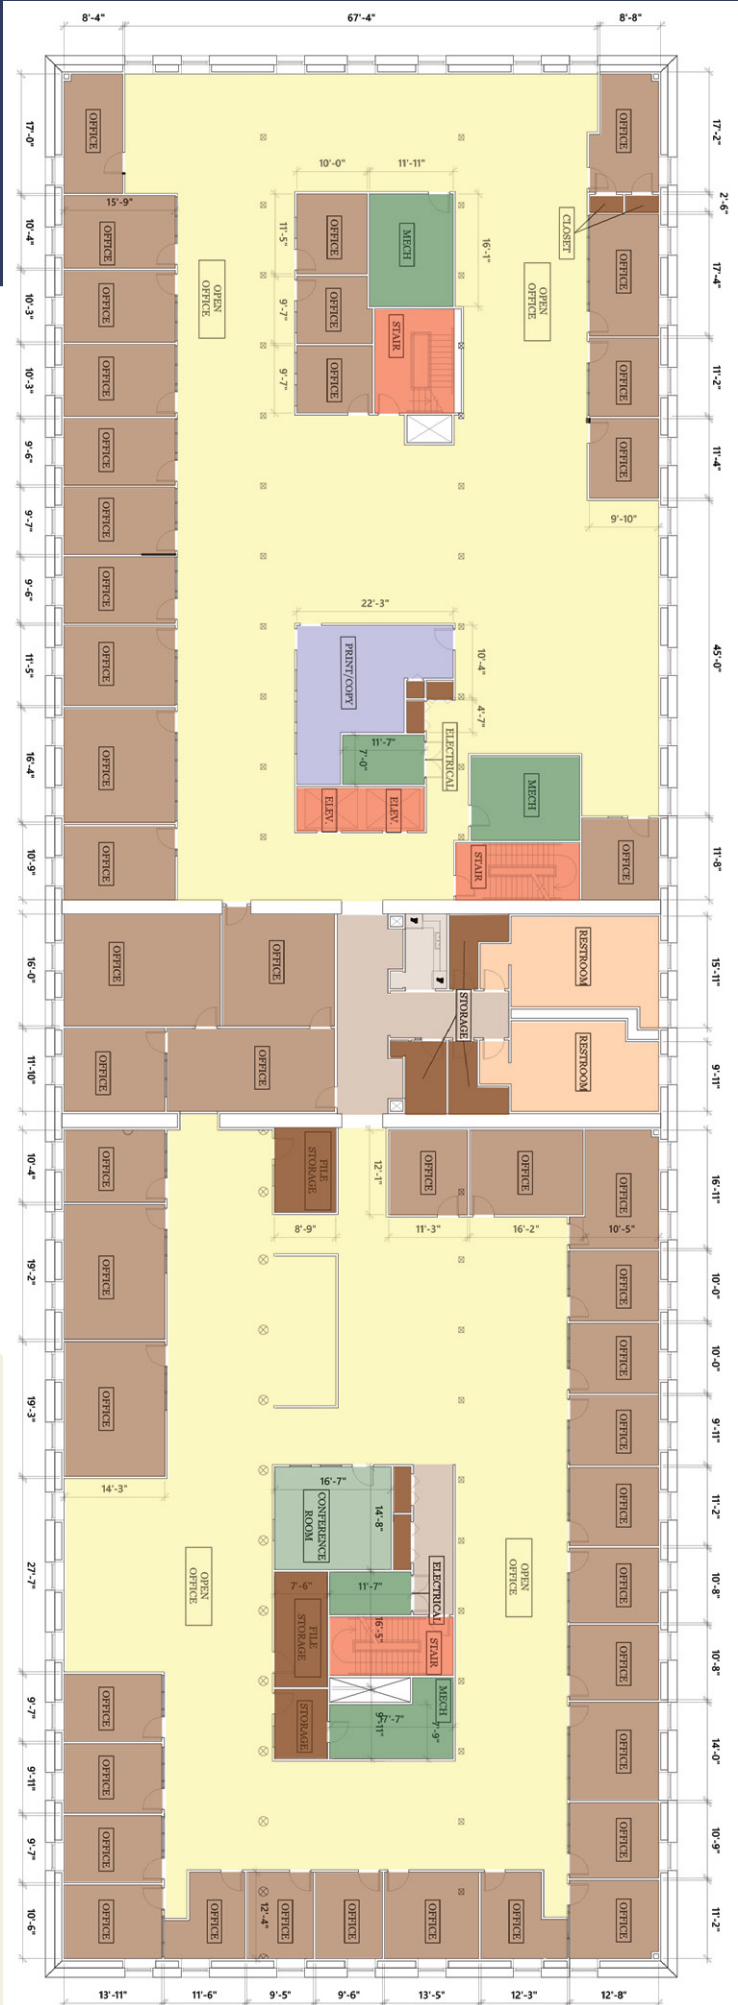 8'-4"
67'-4"
8'-8"
17'-0"
OFFICE
OFFICE
17'-2"
10'-0"
11'-11"
2'-6"
15'-9"
10'-4"
OFFICE
11'-5"
OFFICE
MECH
16'-1"
CLOSET
OFFICE
17'-4"
OPEN
OFFICE
OPEN
OFFICE
10'-3"
OFFICE
9'-7"
OFFICE
STAIR
10'-3"
OFFICE
9'-7"
OFFICE
OFFICE
11'-2"
9'-6"
OFFICE
OFFICE
11'-4"
9'-7"
OFFICE
9'-10"
9'-6"
OFFICE
22'-3"
11'-5"
OFFICE
PRINT/COPY
10'-4"
45'-0"
4'-7"
16'-4"
OFFICE
11'-7"
7'-0"
ELECTRICAL
MECH
ELEV.
ELEV.
10'-9"
OFFICE
STAIR
OFFICE
11'-8"
16'-0"
OFFICE
OFFICE
F
F
STORAGE
RESTROOM
15'-11"
11'-10"
OFFICE
OFFICE
RESTROOM
9'-11"
10'-4"
OFFICE
FILE
STORAGE
12'-1"
OFFICE
OFFICE
OFFICE
16'-11"
8'-9"
11'-3"
16'-2"
10'-5"
19'-2"
OFFICE
OFFICE
10'-0"
OFFICE
10'-0"
19'-3"
OFFICE
OFFICE
9'-11"
14'-3"
16'-7"
OFFICE
11'-2"
CONFERENCE
ROOM
14'-8"
27'-7"
OPEN
OFFICE
7'-6"
11'-7"
ELECTRICAL
OPEN
OFFICE
OFFICE
10'-8"
FILE
STORAGE
16'-5"
STAIR
OFFICE
10'-8"
9'-7"
OFFICE
STORAGE
9'-11"
7'-7"
7'-9"
MECH
OFFICE
14'-0"
9'-11"
OFFICE
9'-7"
OFFICE
OFFICE
10'-9"
10'-6"
OFFICE
OFFICE
12'-4"
OFFICE
OFFICE
OFFICE
OFFICE
OFFICE
11'-2"
13'-11"
11'-6"
9'-5"
9'-6"
13'-5"
12'-3"
12'-8"